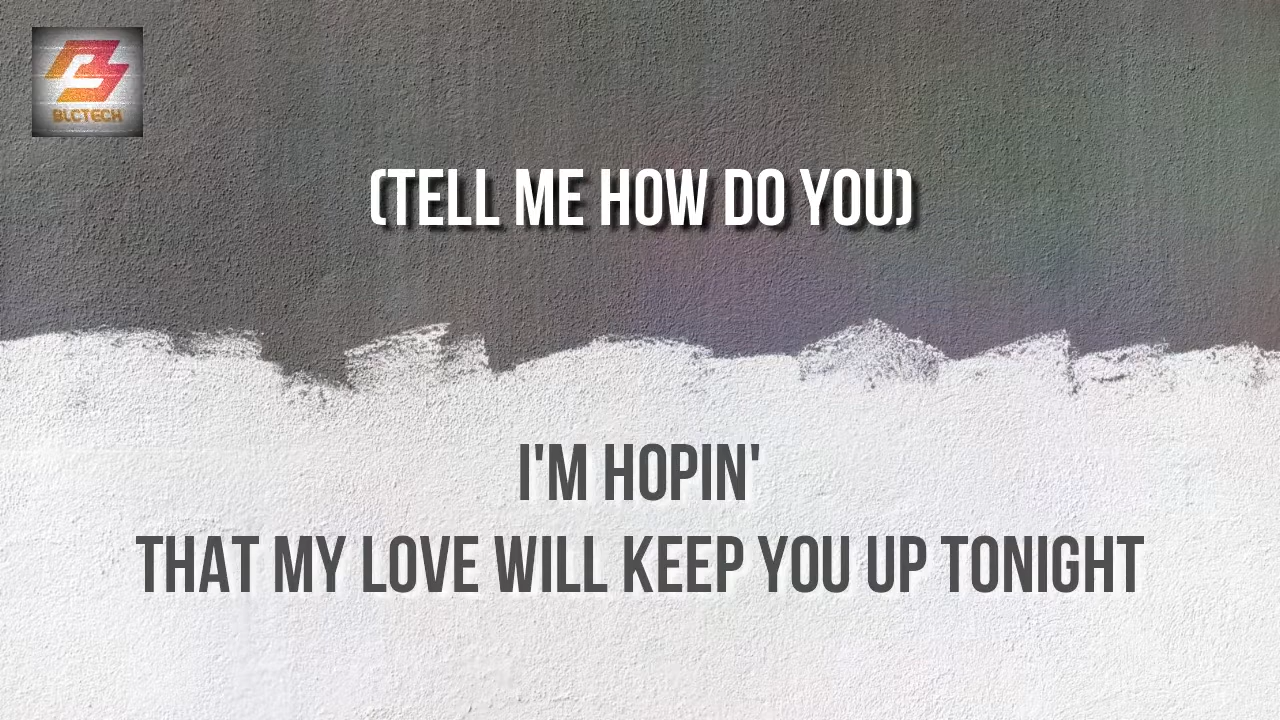 BLCTECH
(TELL ME HOW DO YOU)
I'M HOPIN'
THAT MY LOVE WILL KEEP YOU UP TONIGHT